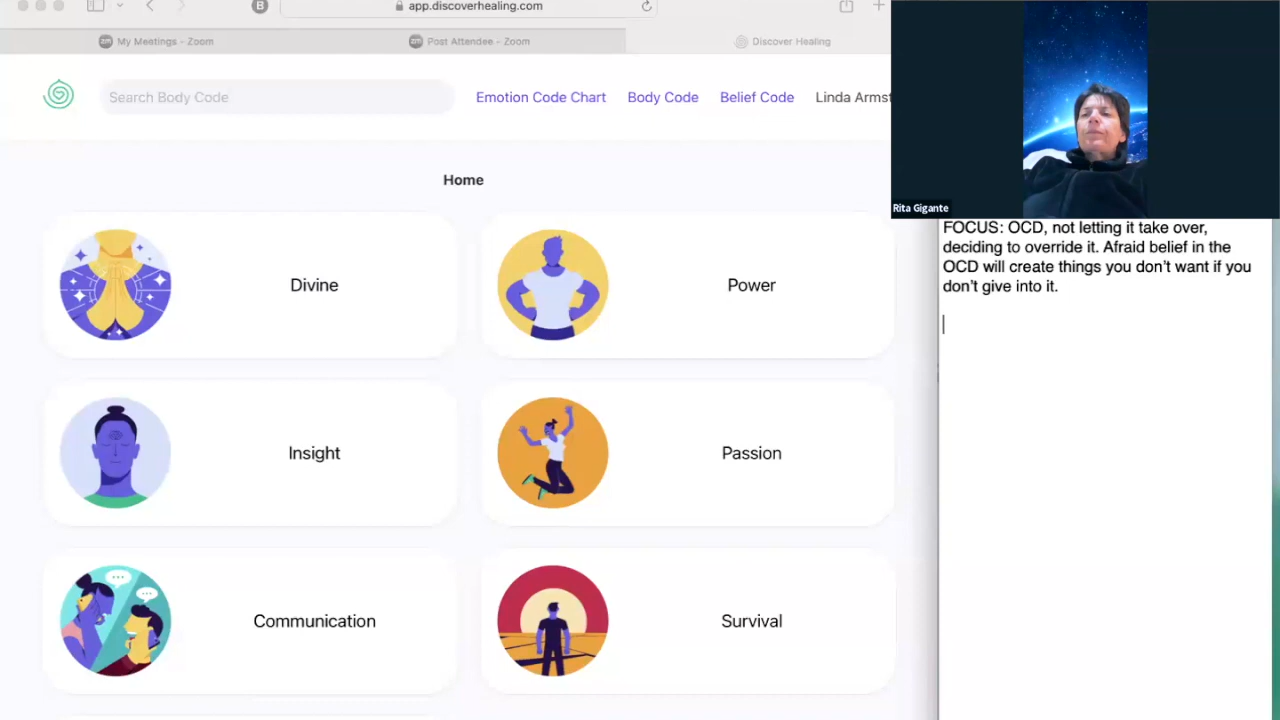 B
app.discoverhealing.com
zm My Meetings - Zoom
zm Post Attendee - Zoom
Discover Healing
Search Body Code
Emotion Code Chart
Body Code
Belief Code
Linda Armst
Rita Gigante
Home
FOCUS: OCD, not letting it take over,
deciding to override it. Afraid belief in the
OCD will create things you don’t want if you
don’t give into it.
Divine
Power
Insight
Passion
Communication
Survival